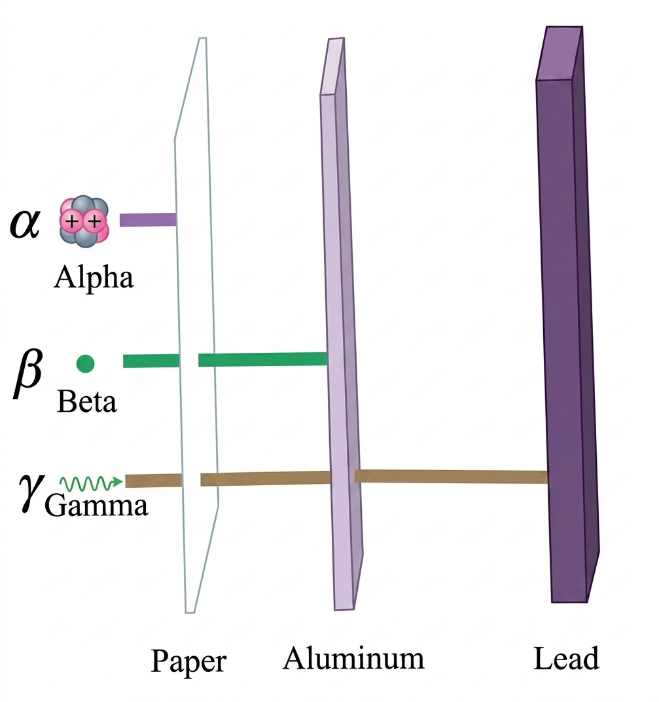 α
+ +
Alpha
β
Beta
γ
Gamma
Paper Aluminum Lead